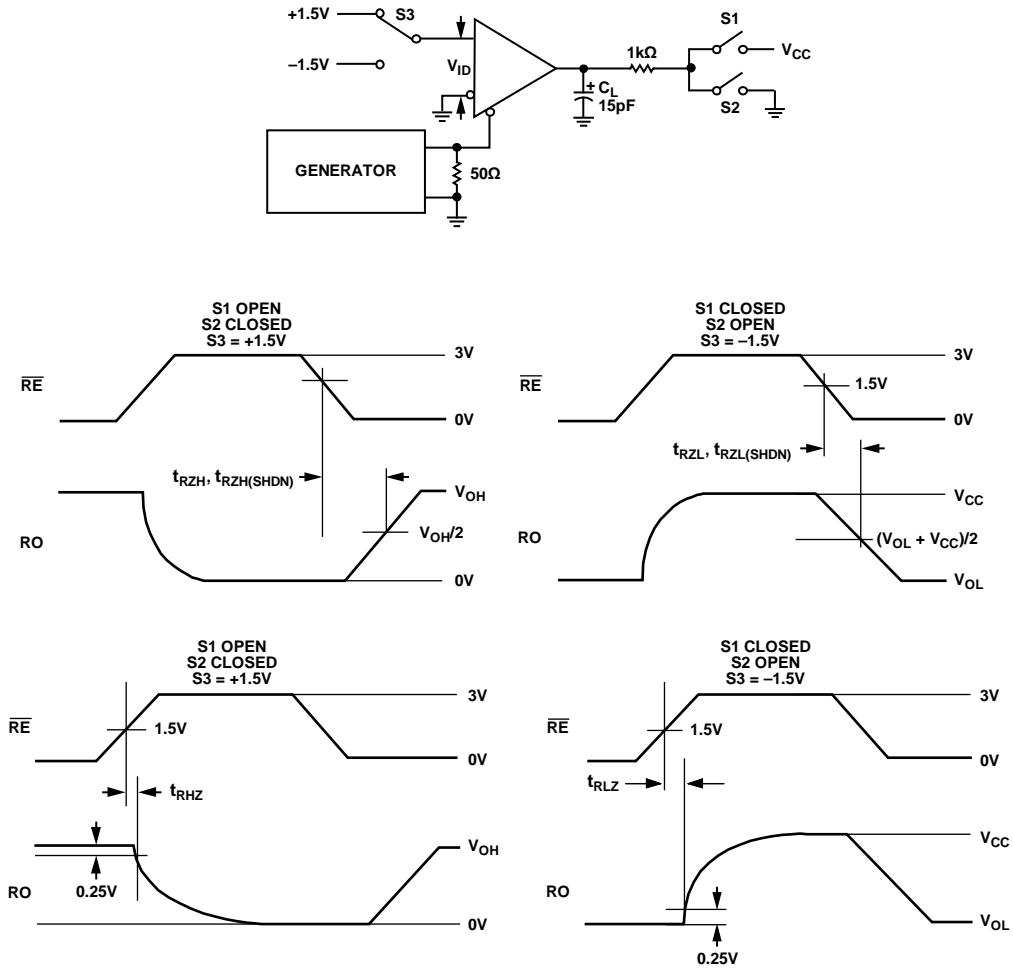 +1.5V
S3
–1.5V
VID
+
CL
15pF
1kΩ
S1
VCC
S2
GENERATOR
50Ω
S1 OPEN
S2 CLOSED
S3 = +1.5V
RE
3V
0V
tRZH, tRZH(SHDN)
RO
VOH
VOH/2
0V
S1 CLOSED
S2 OPEN
S3 = –1.5V
RE
3V
1.5V
0V
tRZL, tRZL(SHDN)
RO
VCC
(VOL + VCC)/2
VOL
S1 OPEN
S2 CLOSED
S3 = +1.5V
RE
3V
1.5V
0V
tRHZ
RO
0.25V
VOH
0V
S1 CLOSED
S2 OPEN
S3 = –1.5V
RE
3V
1.5V
0V
tRLZ
RO
VCC
VOL
0.25V